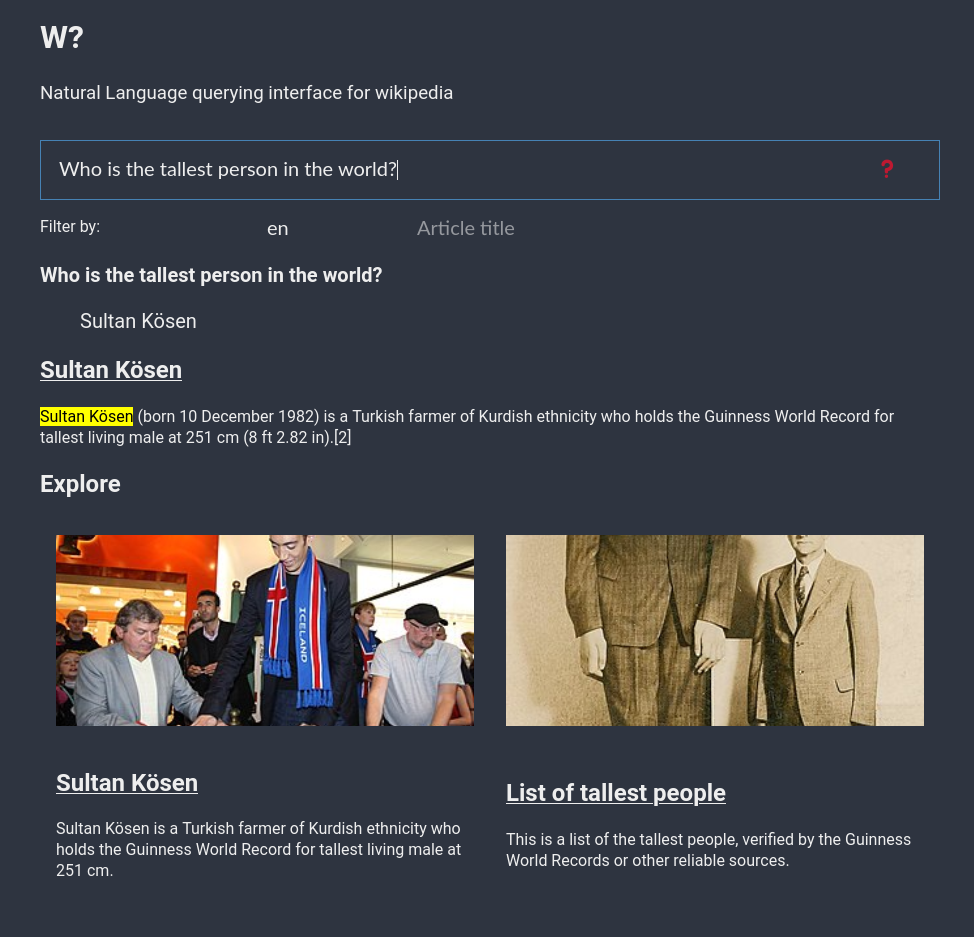 W?
Natural Language querying interface for wikipedia
Who is the tallest person in the world?
?
Filter by:
en
Article title
Who is the tallest person in the world?
Sultan Kösen
Sultan Kösen
Sultan Kösen (born 10 December 1982) is a Turkish farmer of Kurdish ethnicity who holds the Guinness World Record for
tallest living male at 251 cm (8 ft 2.82 in).[2]
Explore
ICELAND
Sultan Kösen
Sultan Kösen is a Turkish farmer of Kurdish ethnicity who
holds the Guinness World Record for tallest living male at
251 cm.
List of tallest people
This is a list of the tallest people, verified by the Guinness
World Records or other reliable sources.